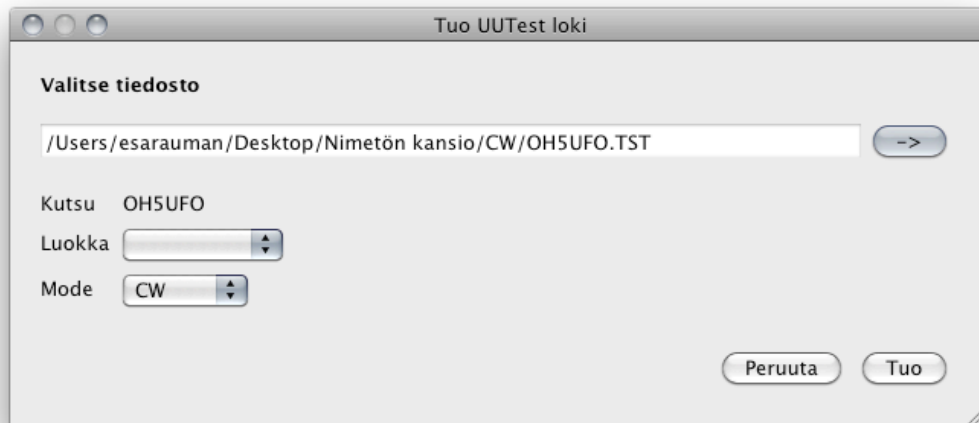 Tuo UUTest loki
Valitse tiedosto
/Users/esarauman/Desktop/Nimetön kansio/CW/OH5UFO.TST ->
Kutsu OH5UFO
Luokka
Mode CW
Peruuta Tuo